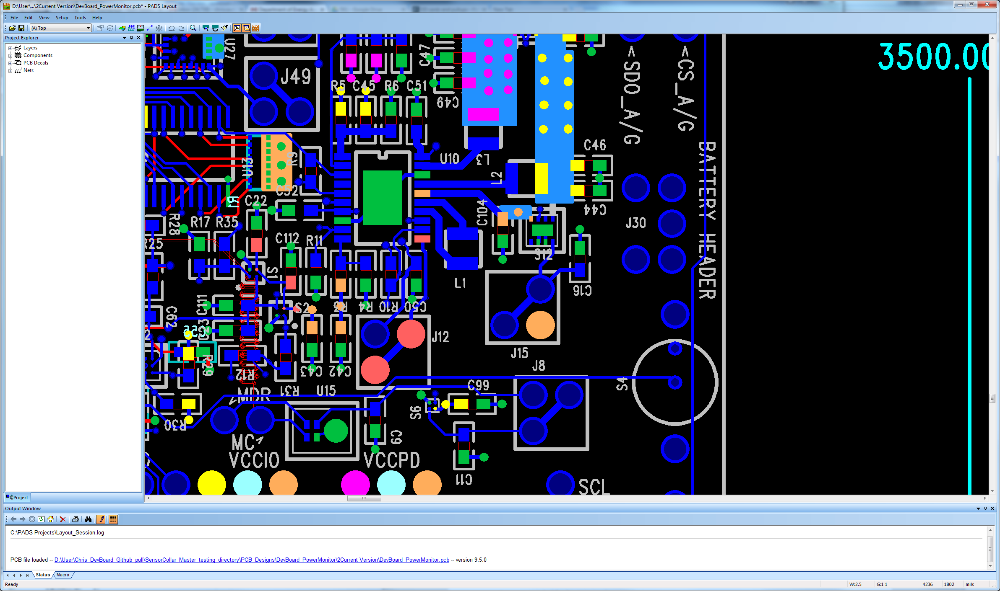 D:\User\...\2Current Version\DevBoard_PowerMonitor.pcb* - PADS Layout
File Edit View Setup Tools Help
(A) Top
Project Explorer
Layers
Components
PCB Decals
Nets
Project
U27
J49
C47
3500.00
<SDO_A/G
<CS_A/G
R5 C45 R6 C51
C49
C46
U13
R9
U10
L3
L2
BATTERY HEADER
C52
C22
R1
C104
C44
R28
R17 R35
J30
R25
C112 R11
S12
S1
L1
C16
C111
C62
S2
R3 R4 R10 C50
C23
C55
J12
J15
J8
R29
R12
C43 C42
R31
U15
C99
S4
MDR
S6
R30
C9
MC
VCCIO
VCCPD
C11
SCL
Output Window
C:\PADS Projects\Layout_Session.log
PCB file loaded -- D:\User\Chris_DevBoard_Github_pull\SensorCollar_Master_testing_directory\PCB_Designs\DevBoard_PowerMonitor\2Current Version\DevBoard_PowerMonitor.pcb -- version 9.5.0
Status Macro
Ready
W:2.5 G:1 1 4236 1802 mils